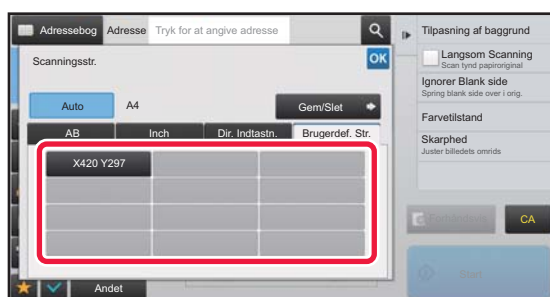 Adressebog Adresse Tryk for at angive adresse
Scanningsstr. OK
Auto A4 Gem/Slet
AB Inch Dir. Indtastn. Brugerdef. Str.
X420 Y297
Andet
Tilpasning af baggrund
Langsom Scanning
Scan tynd papiroriginal
Ignorer Blank side
Spring blank side over i orig.
Farvetilstand
Skarphed
Juster billedets omrids
CA
Start